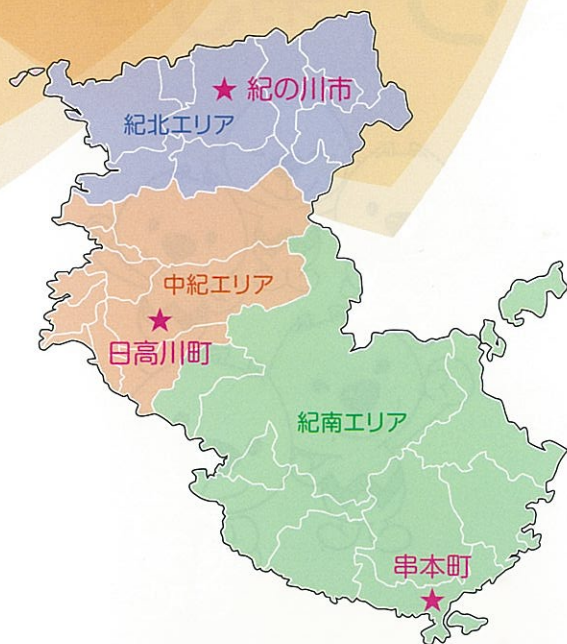 ★ 紀の川市
紀北エリア
中紀エリア
★
日高川町
紀南エリア
串本町
★